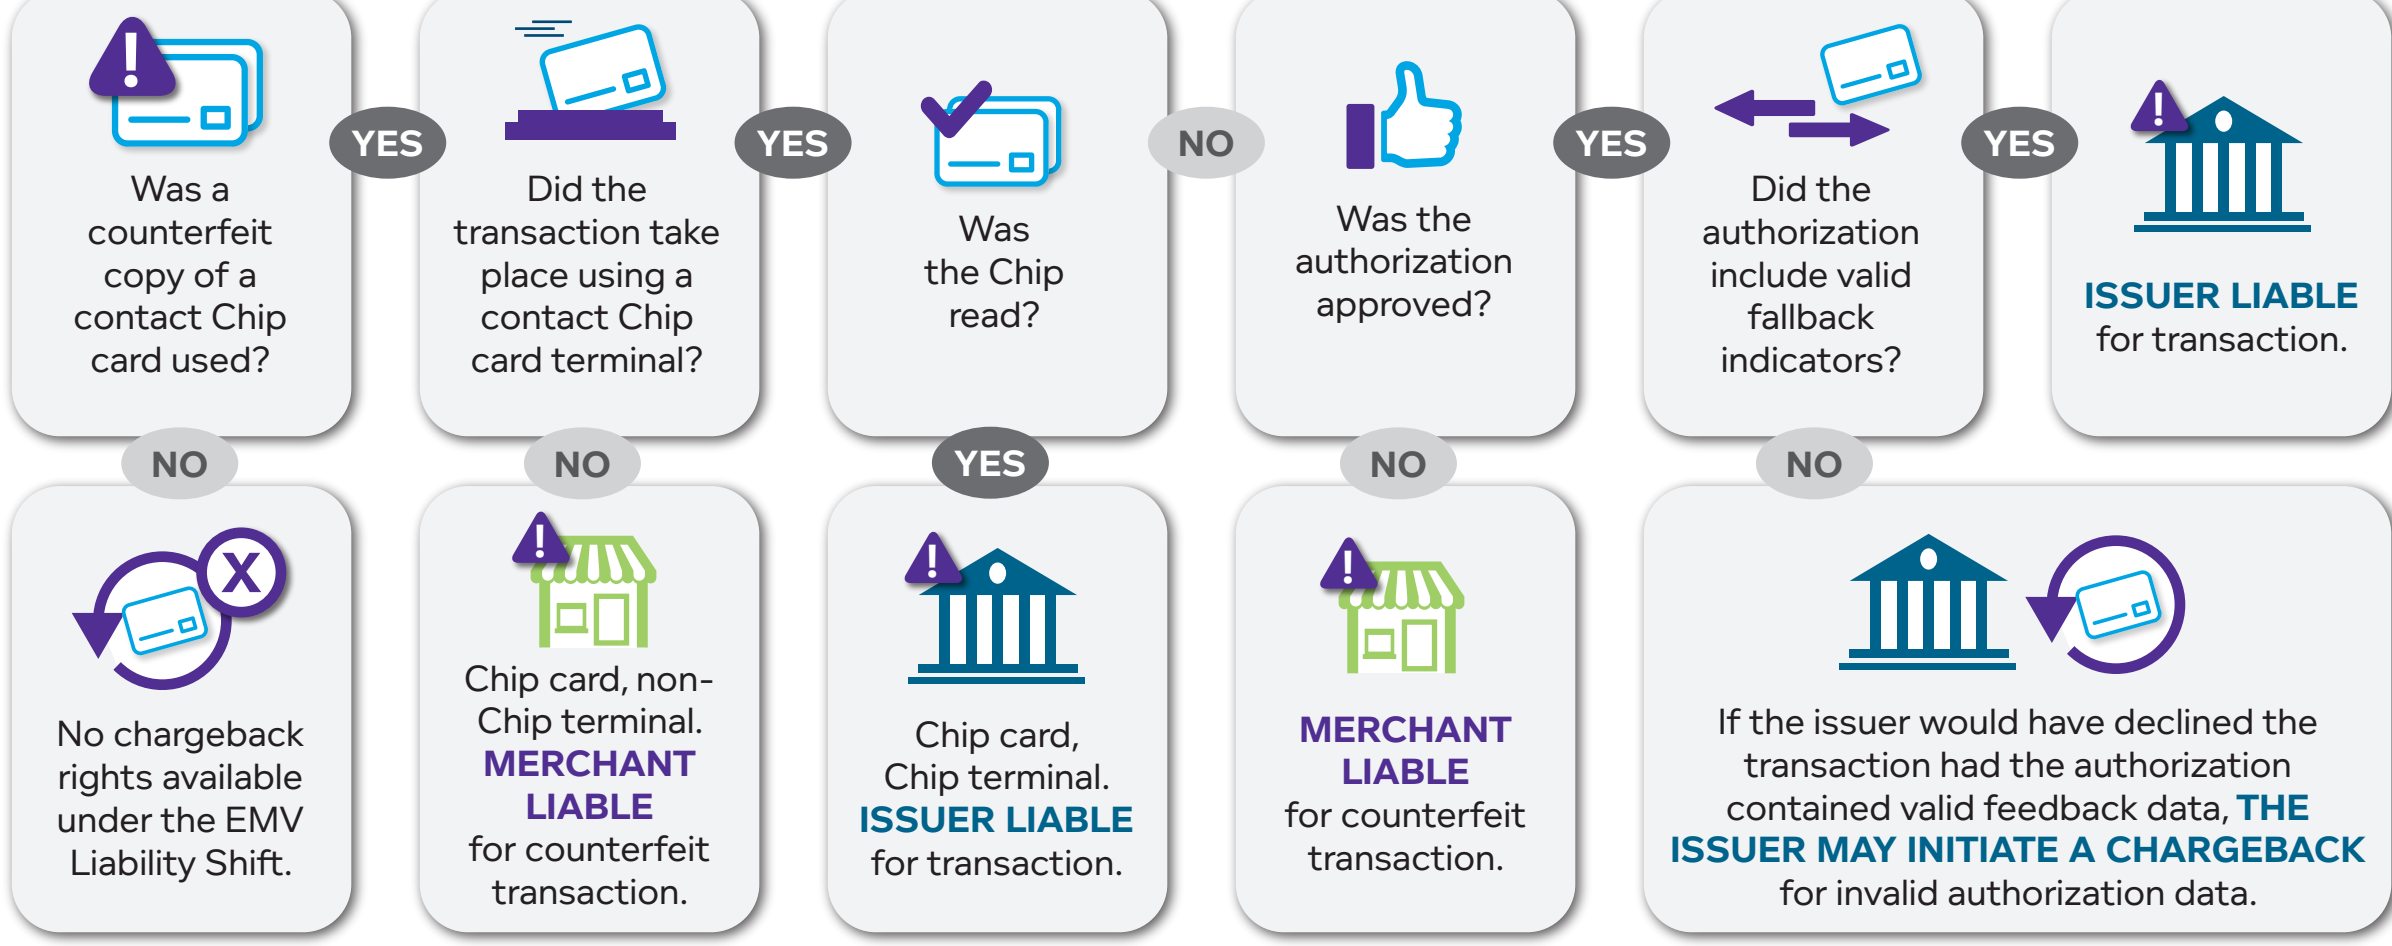 Was a
counterfeit
copy of a
contact Chip
card used?
YES
Did the
transaction take
place using a
contact Chip
card terminal?
YES
Was
the Chip
read?
NO
Was the
authorization
approved?
YES
Did the
authorization
include valid
fallback
indicators?
YES
ISSUER LIABLE
for transaction.
NO
X
No chargeback
rights available
under the EMV
Liability Shift.
NO
Chip card, non-
Chip terminal.
MERCHANT
LIABLE
for counterfeit
transaction.
YES
Chip card,
Chip terminal.
ISSUER LIABLE
for transaction.
NO
MERCHANT
LIABLE
for counterfeit
transaction.
NO
If the issuer would have declined the
transaction had the authorization
contained valid feedback data, THE
ISSUER MAY INITIATE A CHARGEBACK
for invalid authorization data.